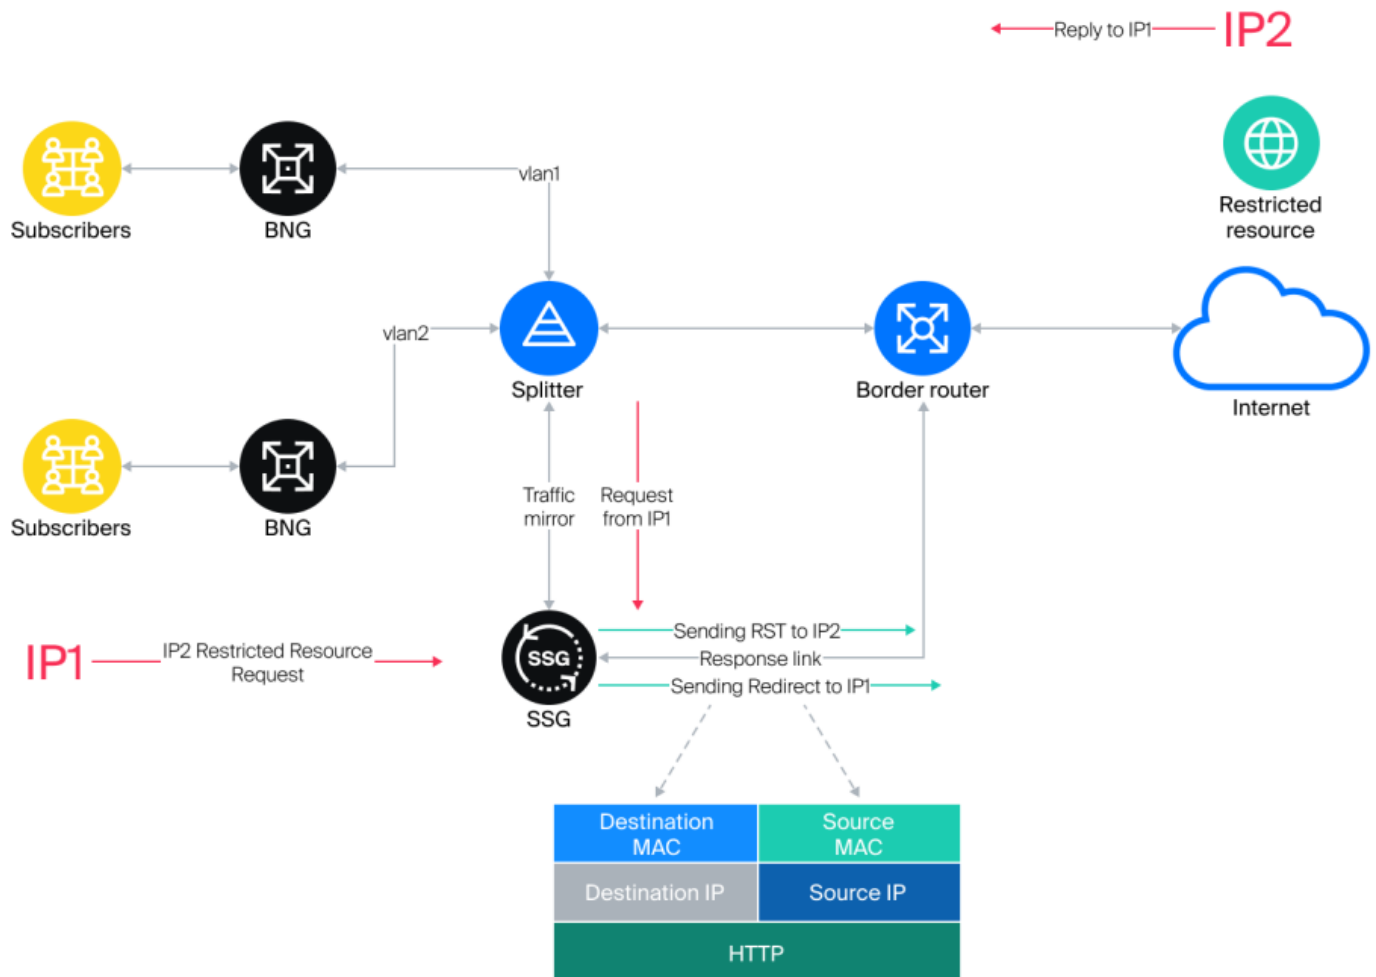 Reply to IP1
IP2
Restricted
resource
Subscribers
BNG
vlan1
vlan2
Splitter
Border router
Internet
Subscribers
BNG
Traffic
mirror
Request
from IP1
IP1
IP2 Restricted Resource
Request
SSG
SSG
Sending RST to IP2
Response link
Sending Redirect to IP1
Destination
MAC
Source
MAC
Destination IP
Source IP
HTTP